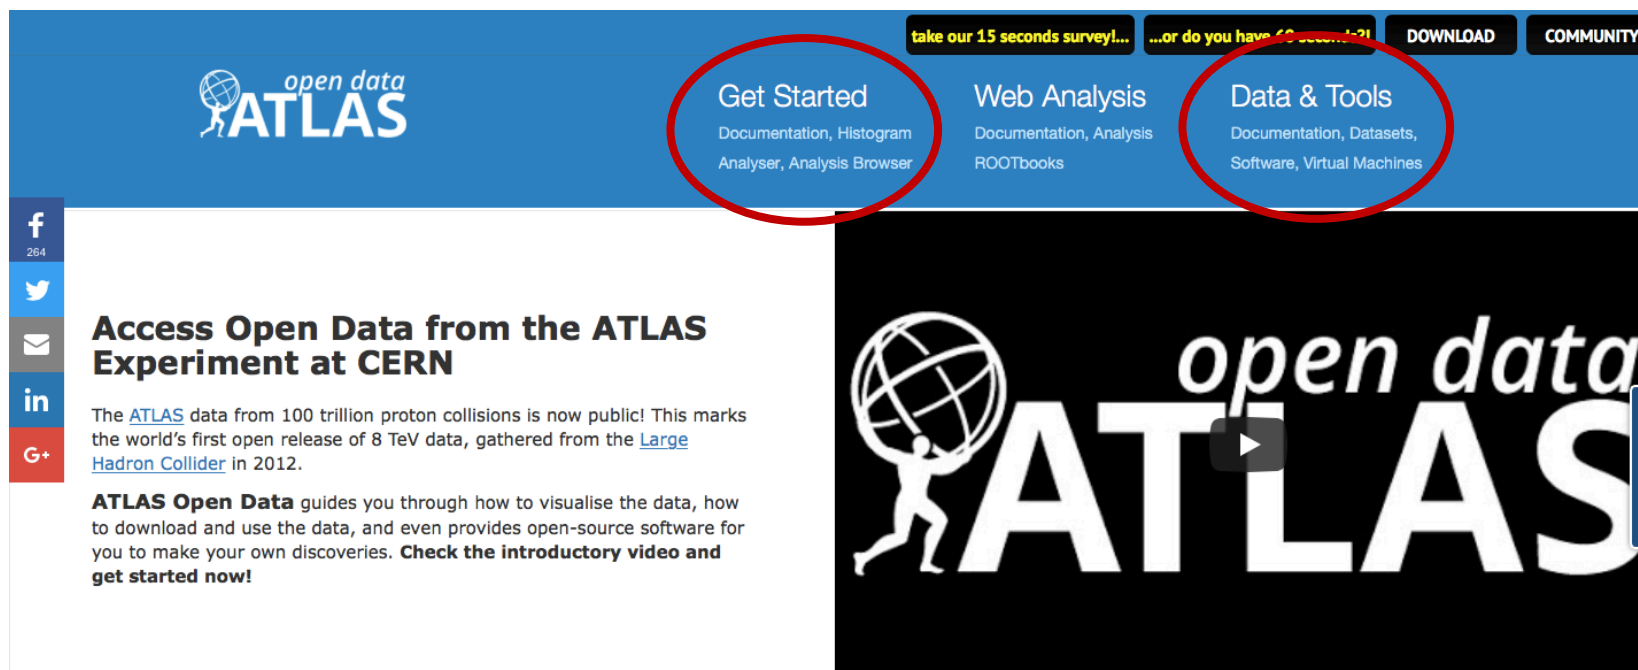 take our 15 seconds survey!...
...or do you have 60 seconds?!
DOWNLOAD
COMMUNITY
open data
ATLAS
Get Started
Documentation, Histogram
Analyser, Analysis Browser
Web Analysis
Documentation, Analysis
ROOTbooks
Data & Tools
Documentation, Datasets,
Software, Virtual Machines
f
264
in
G+
Access Open Data from the ATLAS
Experiment at CERN
The ATLAS data from 100 trillion proton collisions is now public! This marks
the world's first open release of 8 TeV data, gathered from the Large
Hadron Collider in 2012.
ATLAS Open Data guides you through how to visualise the data, how
to download and use the data, and even provides open-source software for
you to make your own discoveries. Check the introductory video and
get started now!
open data
ATLAS